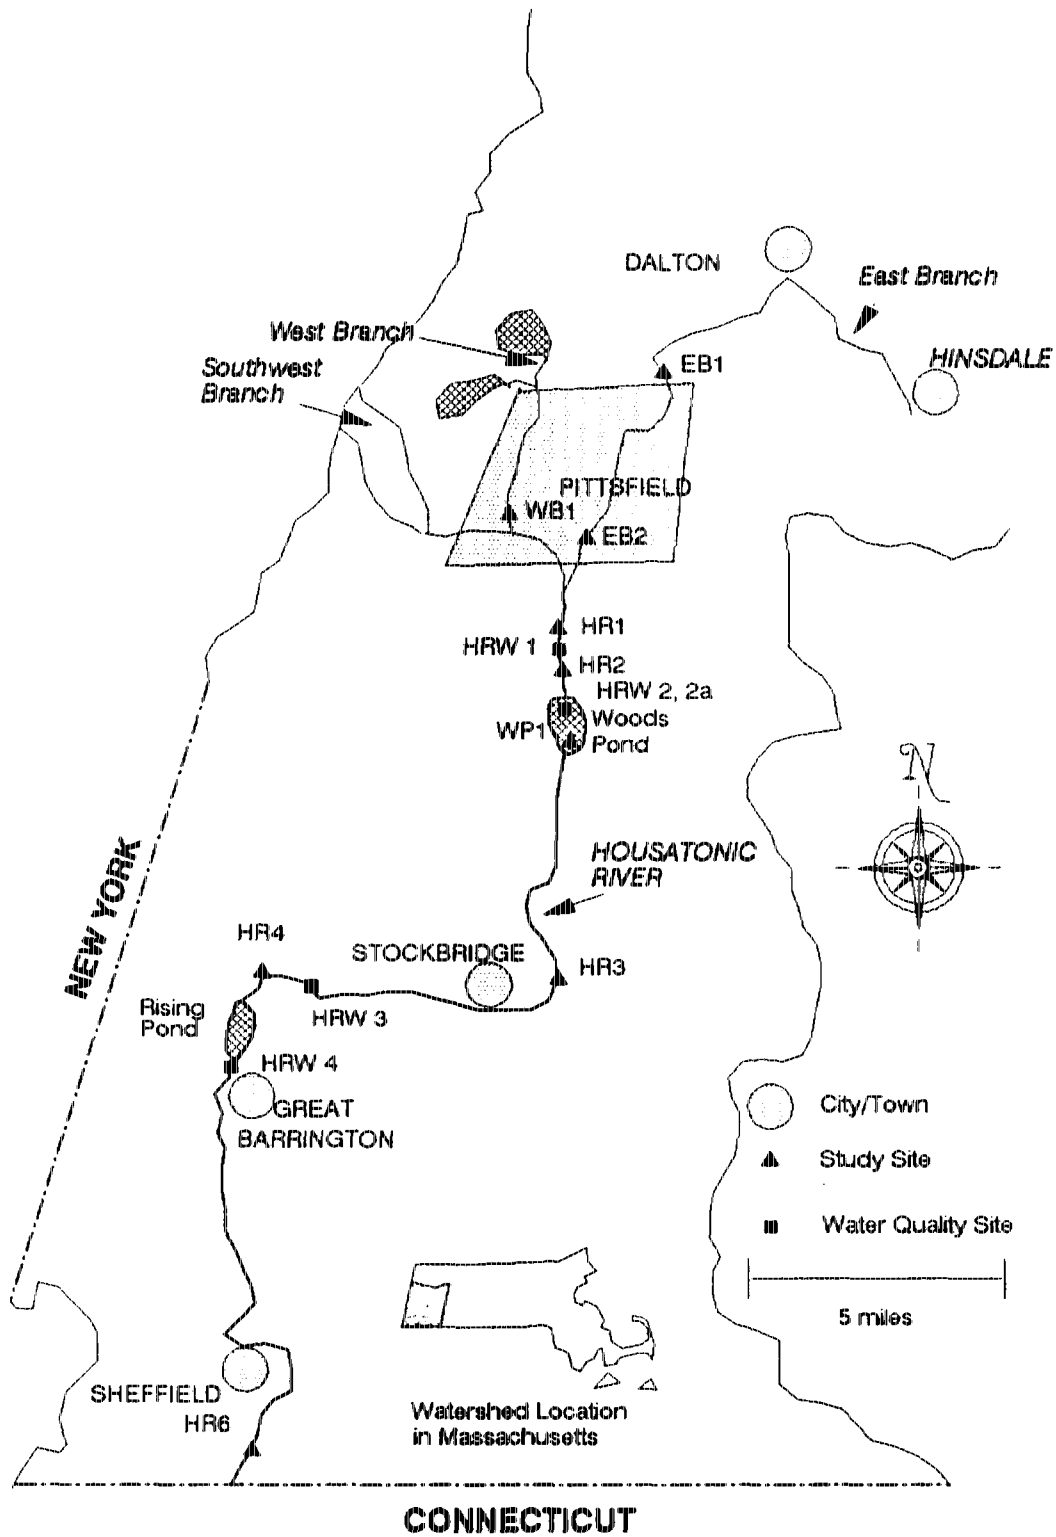 DALTON
East Branch
West Branch
HINSDALE
EB1
Southwest
Branch
PITTSFIELD
WB1
EB2
HR1
HRW 1
HR2
HRW 2, 2a
WP1
Woods
Pond
N
HOUSATONIC
RIVER
NEW YORK
HR4
STOCKBRIDGE
HR3
Rising
Pond
HRW 3
HRW 4
GREAT
BARRINGTON
City/Town
Study Site
Water Quality Site
5 miles
SHEFFIELD
HR6
Watershed Location
in Massachusetts
CONNECTICUT